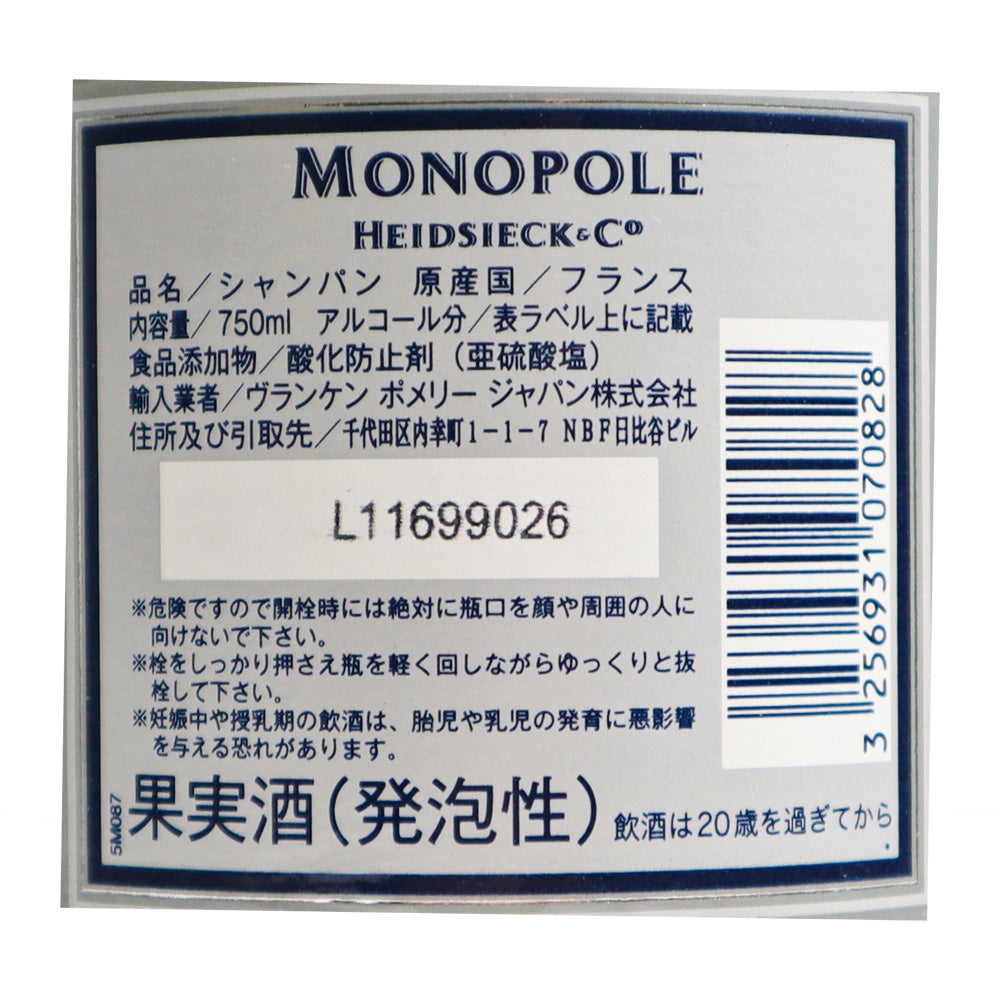 MONOPOLE
HEIDSIECK & Cº
品名／シャンパン　原産国／フランス
内容量／750ml　アルコール分／表ラベル上に記載
食品添加物／酸化防止剤（亜硫酸塩）
輸入業者／ヴランケン ポメリー ジャパン株式会社
住所及び引取先／千代田区内幸町1-1-7 NBF日比谷ビル
L11699026
※危険ですので開栓時には絶対に瓶口を顔や周囲の人に
向けないで下さい。
※栓をしっかり押さえ瓶を軽く回しながらゆっくりと抜
栓して下さい。
※妊娠中や授乳期の飲酒は、胎児や乳児の発育に悪影響
を与える恐れがあります。
果実酒（発泡性）飲酒は20歳を過ぎてから.
5M087
3 256931 070828